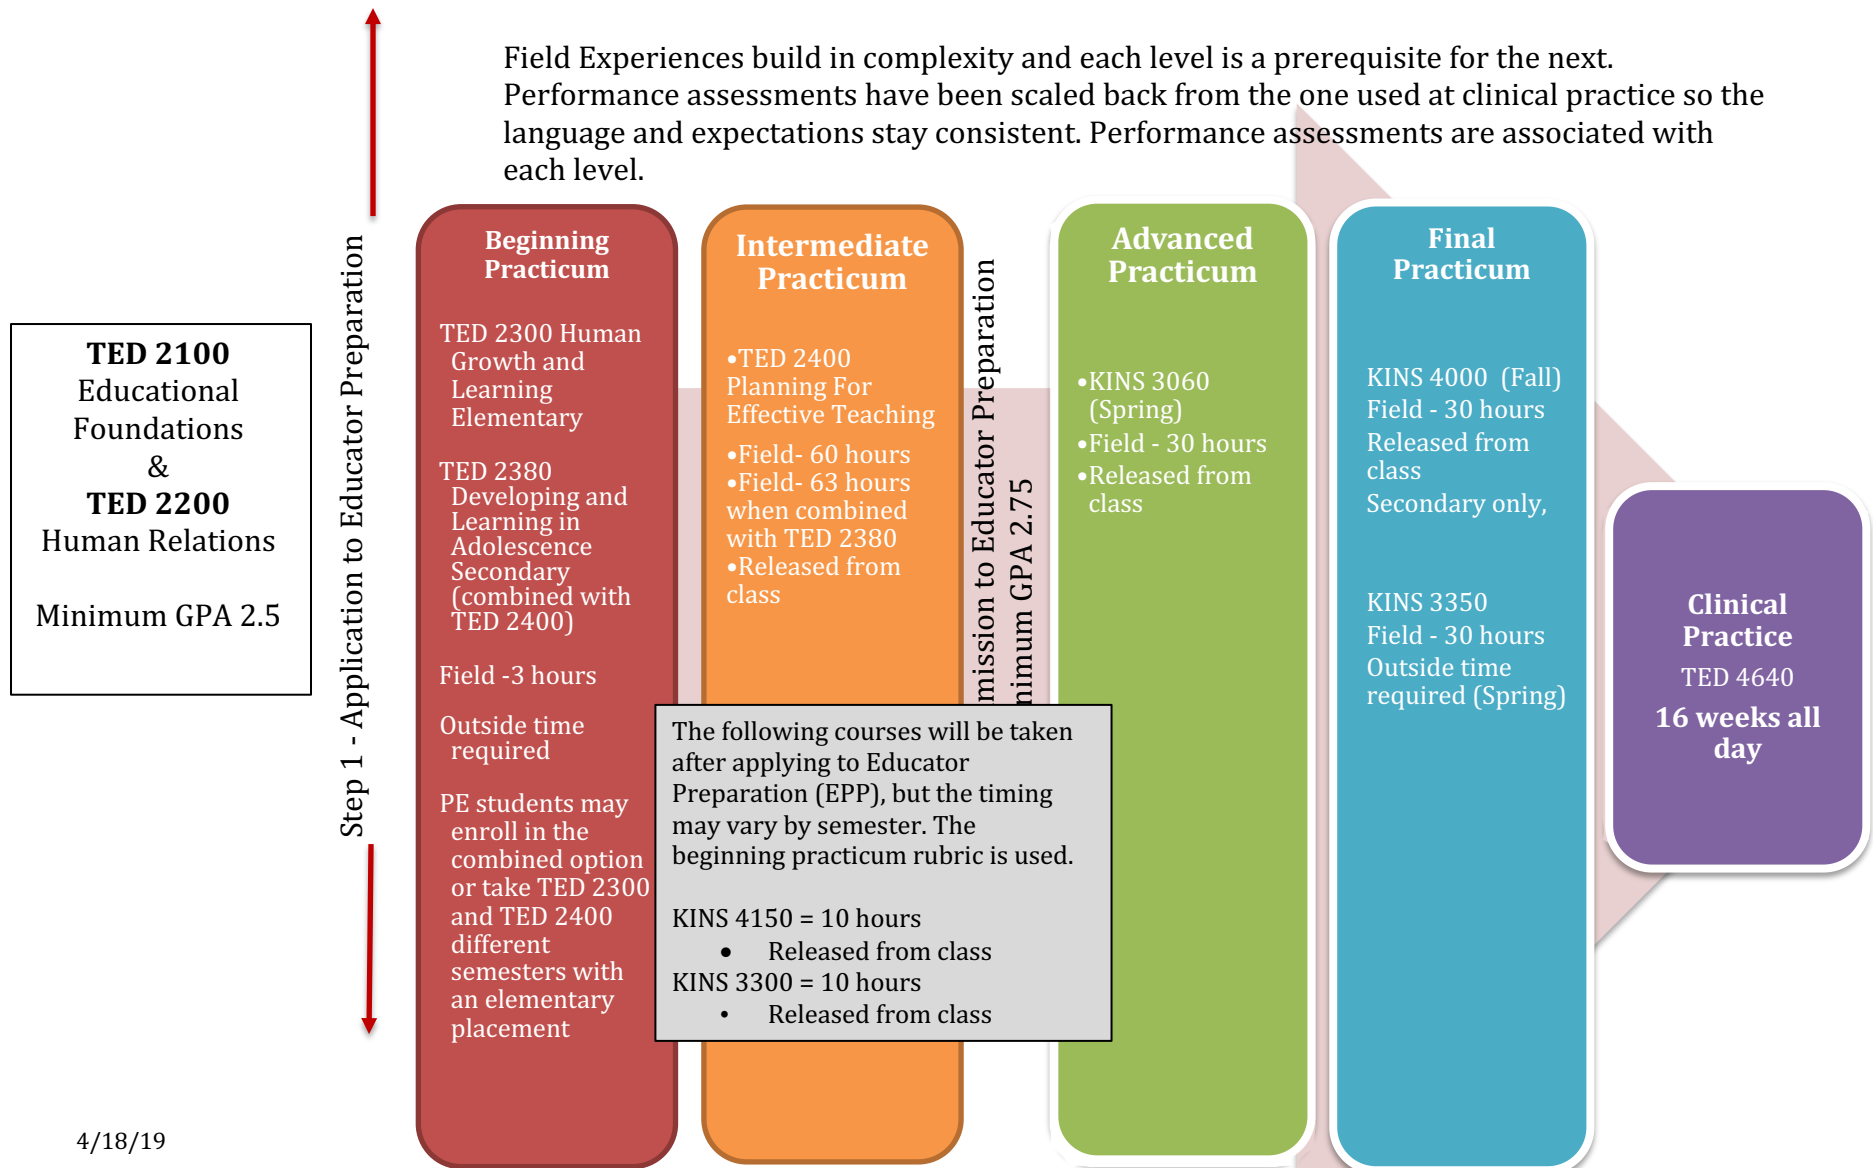 Field Experiences build in complexity and each level is a prerequisite for the next.
Performance assessments have been scaled back from the one used at clinical practice so the
language and expectations stay consistent. Performance assessments are associated with
each level.
TED 2100
Educational
Foundations
&
TED 2200
Human Relations
Minimum GPA 2.5
Step 1 - Application to Educator Preparation
Beginning
Practicum
TED 2300 Human
Growth and
Learning
Elementary
TED 2380
Developing and
Learning in
Adolescence
Secondary
(combined with
TED 2400)
Field -3 hours
Outside time
required
PE students may
enroll in the
combined option
or take TED 2300
and TED 2400
different
semesters with
an elementary
placement
Intermediate
Practicum
•TED 2400
Planning For
Effective Teaching
•Field- 60 hours
•Field- 63 hours
when combined
with TED 2380
•Released from
class
mission to Educator Preparation
nimum GPA 2.75
The following courses will be taken
after applying to Educator
Preparation (EPP), but the timing
may vary by semester. The
beginning practicum rubric is used.
KINS 4150 = 10 hours
• Released from class
KINS 3300 = 10 hours
• Released from class
Advanced
Practicum
•KINS 3060
(Spring)
•Field - 30 hours
•Released from
class
Final
Practicum
KINS 4000 (Fall)
Field - 30 hours
Released from
class
Secondary only,
KINS 3350
Field - 30 hours
Outside time
required (Spring)
Clinical
Practice
TED 4640
16 weeks all
day
4/18/19